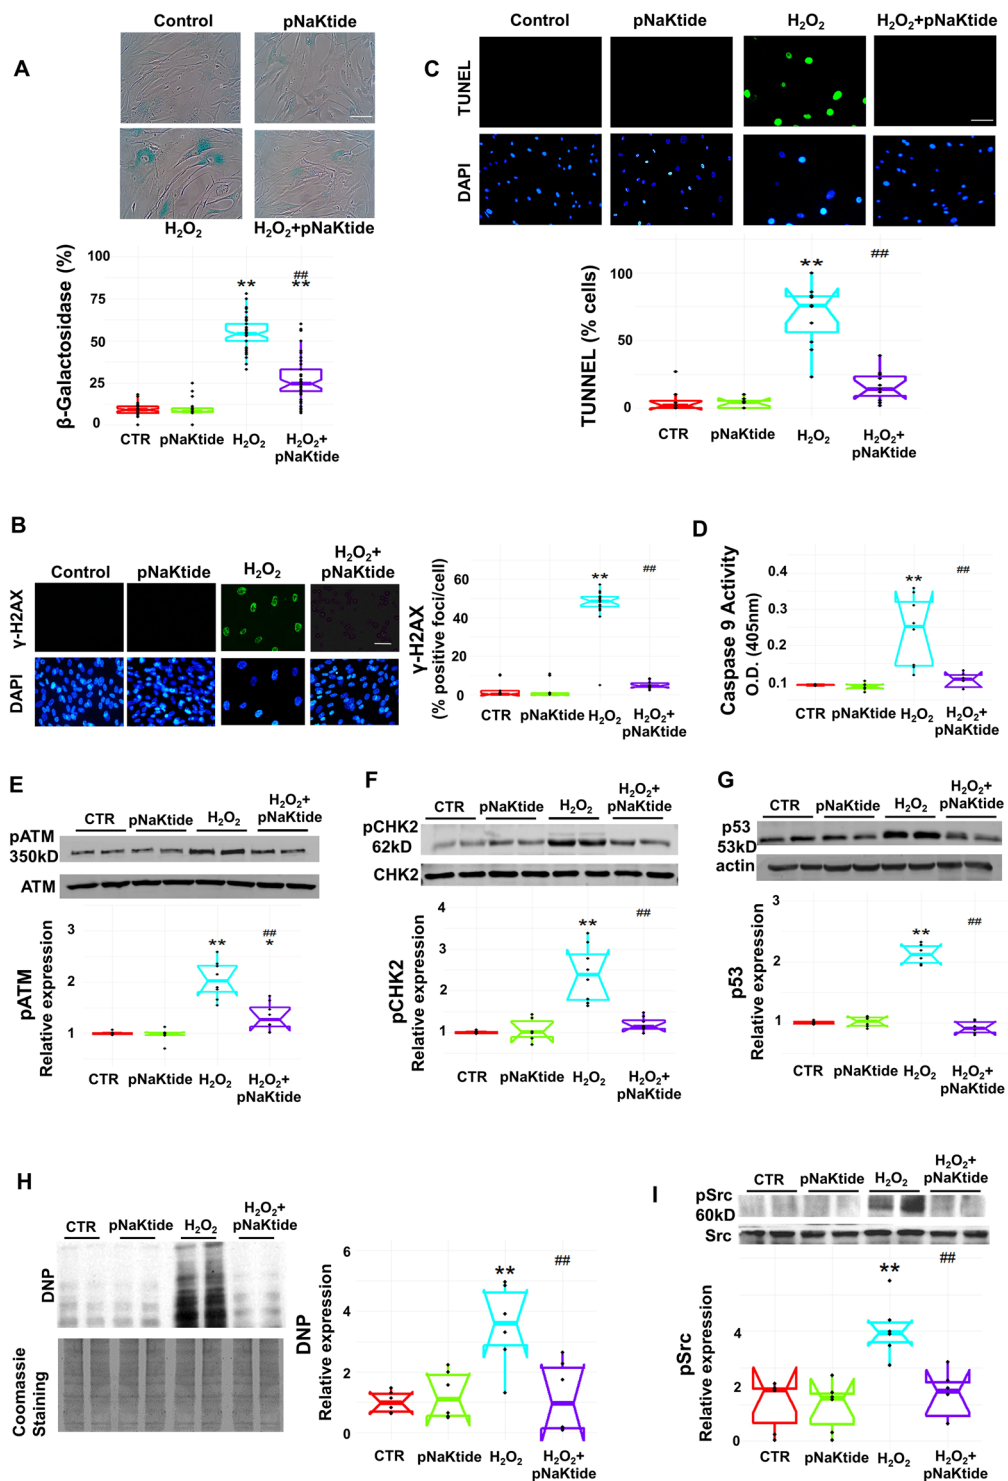 A
Control
pNaKtide
H₂O₂
H₂O₂+pNaKtide
β-Galactosidase (%)
100
75
50
25
0
**
##
**
CTR
pNaKtide
H₂O₂
H₂O₂+
pNaKtide
C
Control
pNaKtide
H₂O₂
H₂O₂+pNaKtide
TUNEL
DAPI
TUNNEL (% cells)
100
50
0
**
##
CTR
pNaKtide
H₂O₂
H₂O₂+
pNaKtide
B
Control
pNaKtide
H₂O₂
H₂O₂+
pNaKtide
γ-H2AX
DAPI
γ-H2AX
(% positive foci/cell)
60
40
20
0
**
##
CTR
pNaKtide
H₂O₂
H₂O₂+
pNaKtide
D
Caspase 9 Activity
O.D. (405nm)
0.4
0.3
0.2
0.1
**
##
CTR
pNaKtide
H₂O₂
H₂O₂+
pNaKtide
E
CTR
pNaKtide
H₂O₂
H₂O₂+
pNaKtide
pATM
350kD
ATM
pATM
Relative expression
3
2
1
**
##
*
CTR
pNaKtide
H₂O₂
H₂O₂+
pNaKtide
F
CTR
pNaKtide
H₂O₂
H₂O₂+
pNaKtide
pCHK2
62kD
CHK2
pCHK2
Relative expression
4
3
2
1
**
##
CTR
pNaKtide
H₂O₂
H₂O₂+
pNaKtide
G
CTR
pNaKtide
H₂O₂
H₂O₂+
pNaKtide
p53
53kD
actin
p53
Relative expression
3
2
1
**
##
CTR
pNaKtide
H₂O₂
H₂O₂+
pNaKtide
H
CTR
pNaKtide
H₂O₂
H₂O₂+
pNaKtide
DNP
Coomassie
Staining
DNP
Relative expression
6
4
2
0
**
##
CTR
pNaKtide
H₂O₂
H₂O₂+
pNaKtide
I
CTR
pNaKtide
H₂O₂
H₂O₂+
pNaKtide
pSrc
60kD
Src
pSrc
Relative expression
4
2
0
**
##
CTR
pNaKtide
H₂O₂
H₂O₂+
pNaKtide